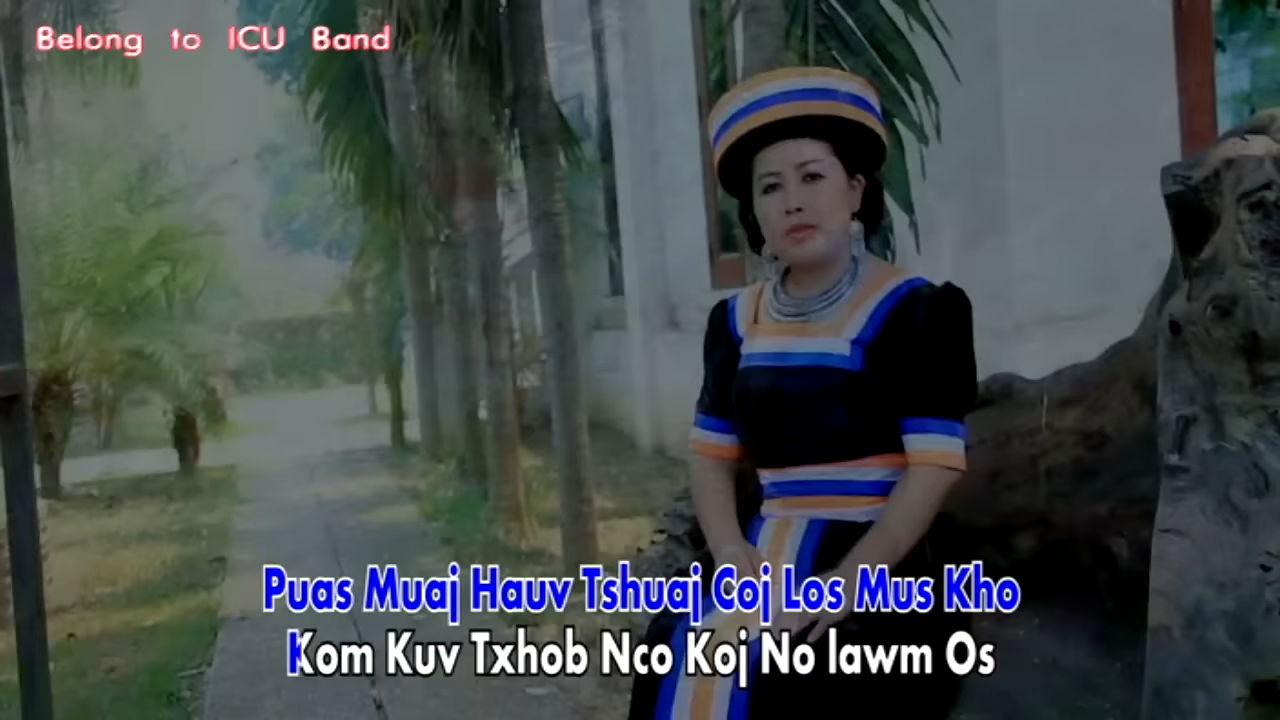 Belong to ICU Band
Puas Muaj Hauv Tshuaj Coj Los Mus Kho
Kom Kuv Txhob Nco Koj No lawm Os